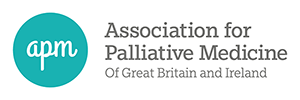 apm
Association for
Palliative Medicine
Of Great Britain and Ireland